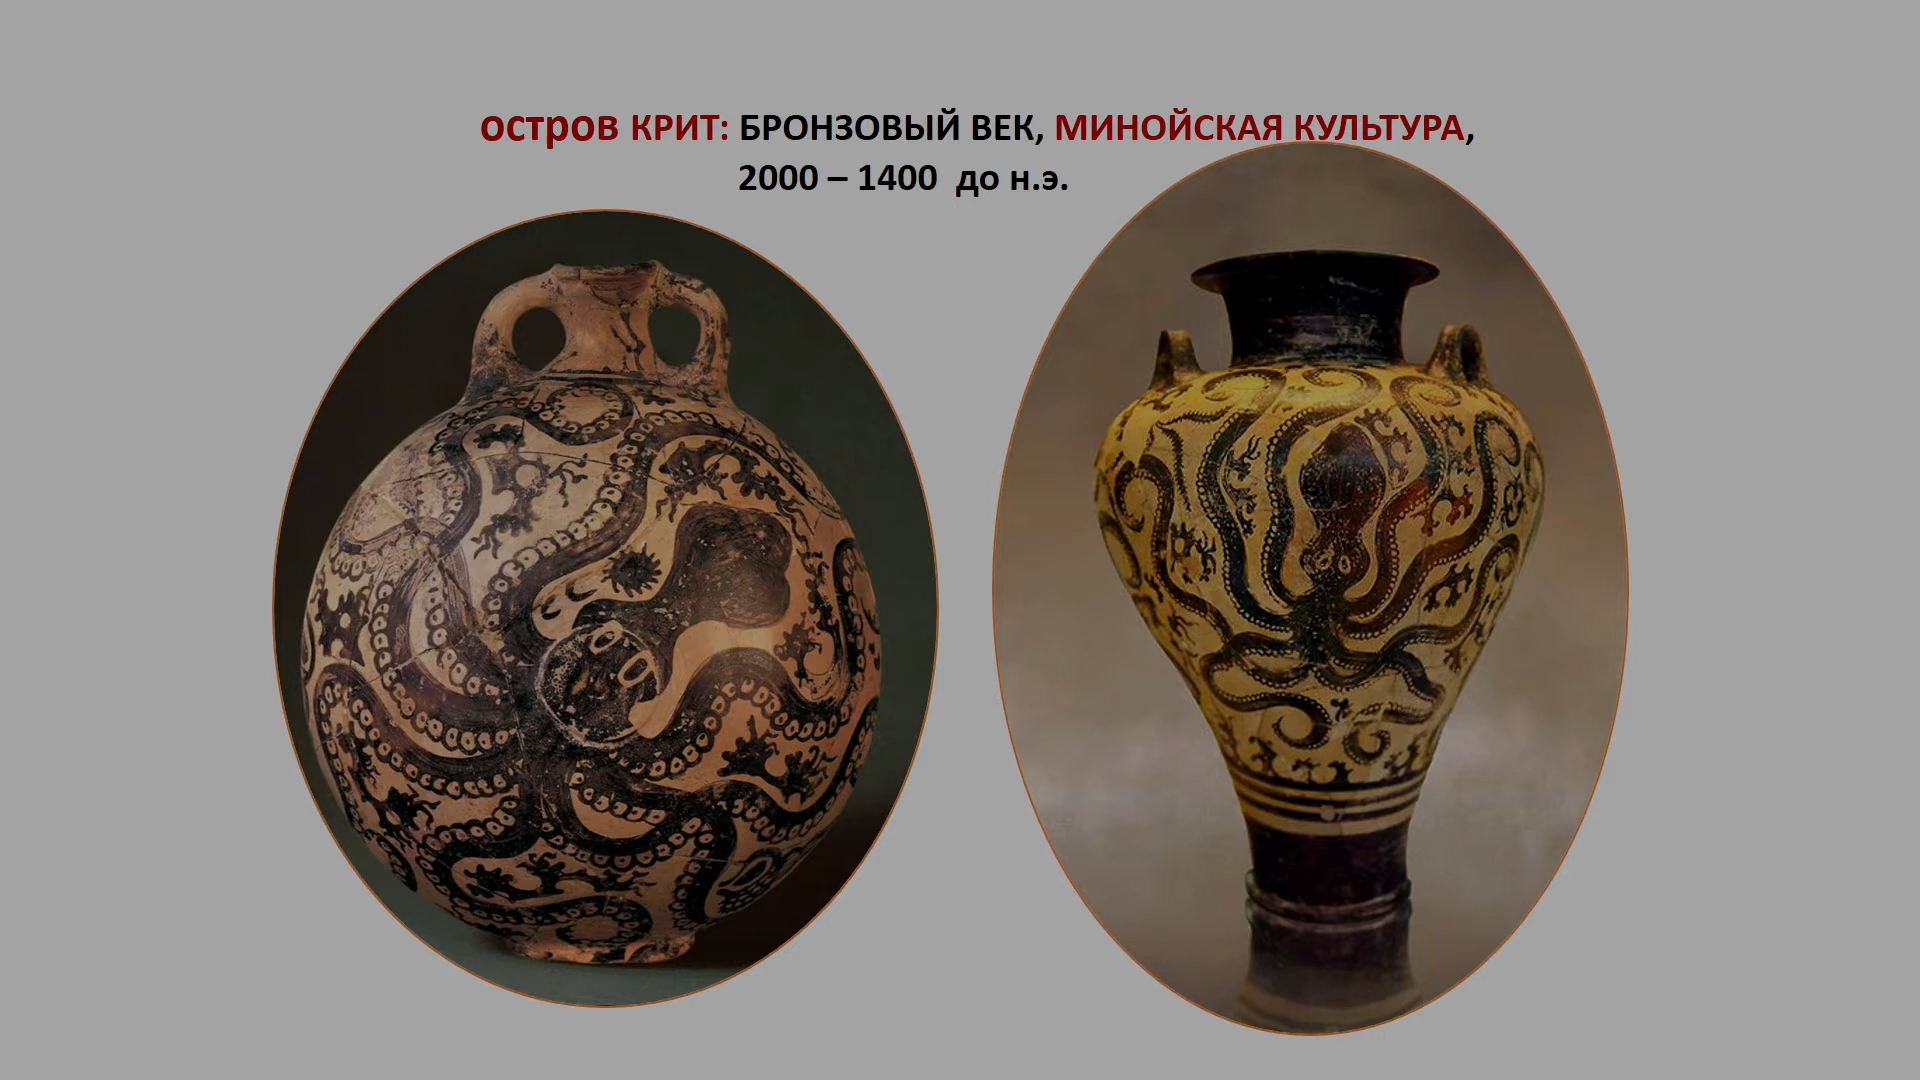 остров КРИТ: БРОНЗОВЫЙ ВЕК, МИНОЙСКАЯ КУЛЬТУРА,
2000 – 1400 до н.э.